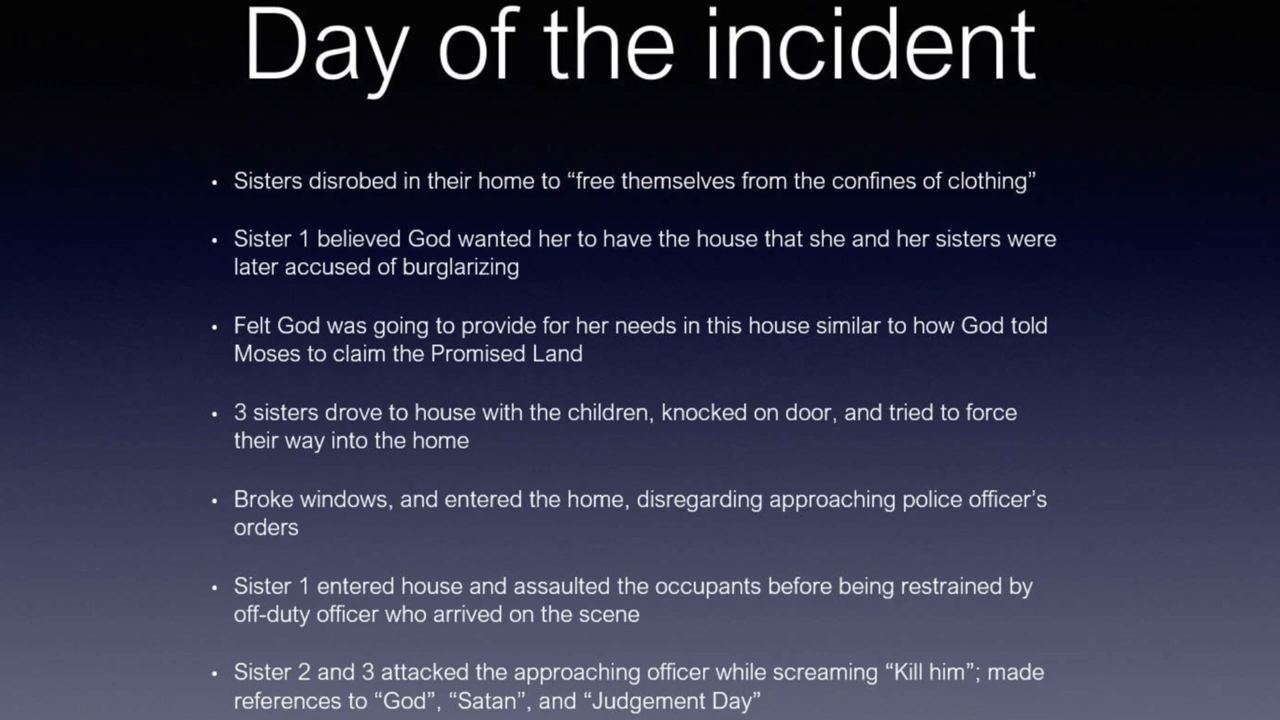 Day of the incident
• Sisters disrobed in their home to “free themselves from the confines of clothing”
• Sister 1 believed God wanted her to have the house that she and her sisters were
later accused of burglarizing
• Felt God was going to provide for her needs in this house similar to how God told
Moses to claim the Promised Land
• 3 sisters drove to house with the children, knocked on door, and tried to force
their way into the home
• Broke windows, and entered the home, disregarding approaching police officer’s
orders
• Sister 1 entered house and assaulted the occupants before being restrained by
off-duty officer who arrived on the scene
• Sister 2 and 3 attacked the approaching officer while screaming “Kill him”; made
references to “God”, “Satan”, and “Judgement Day”